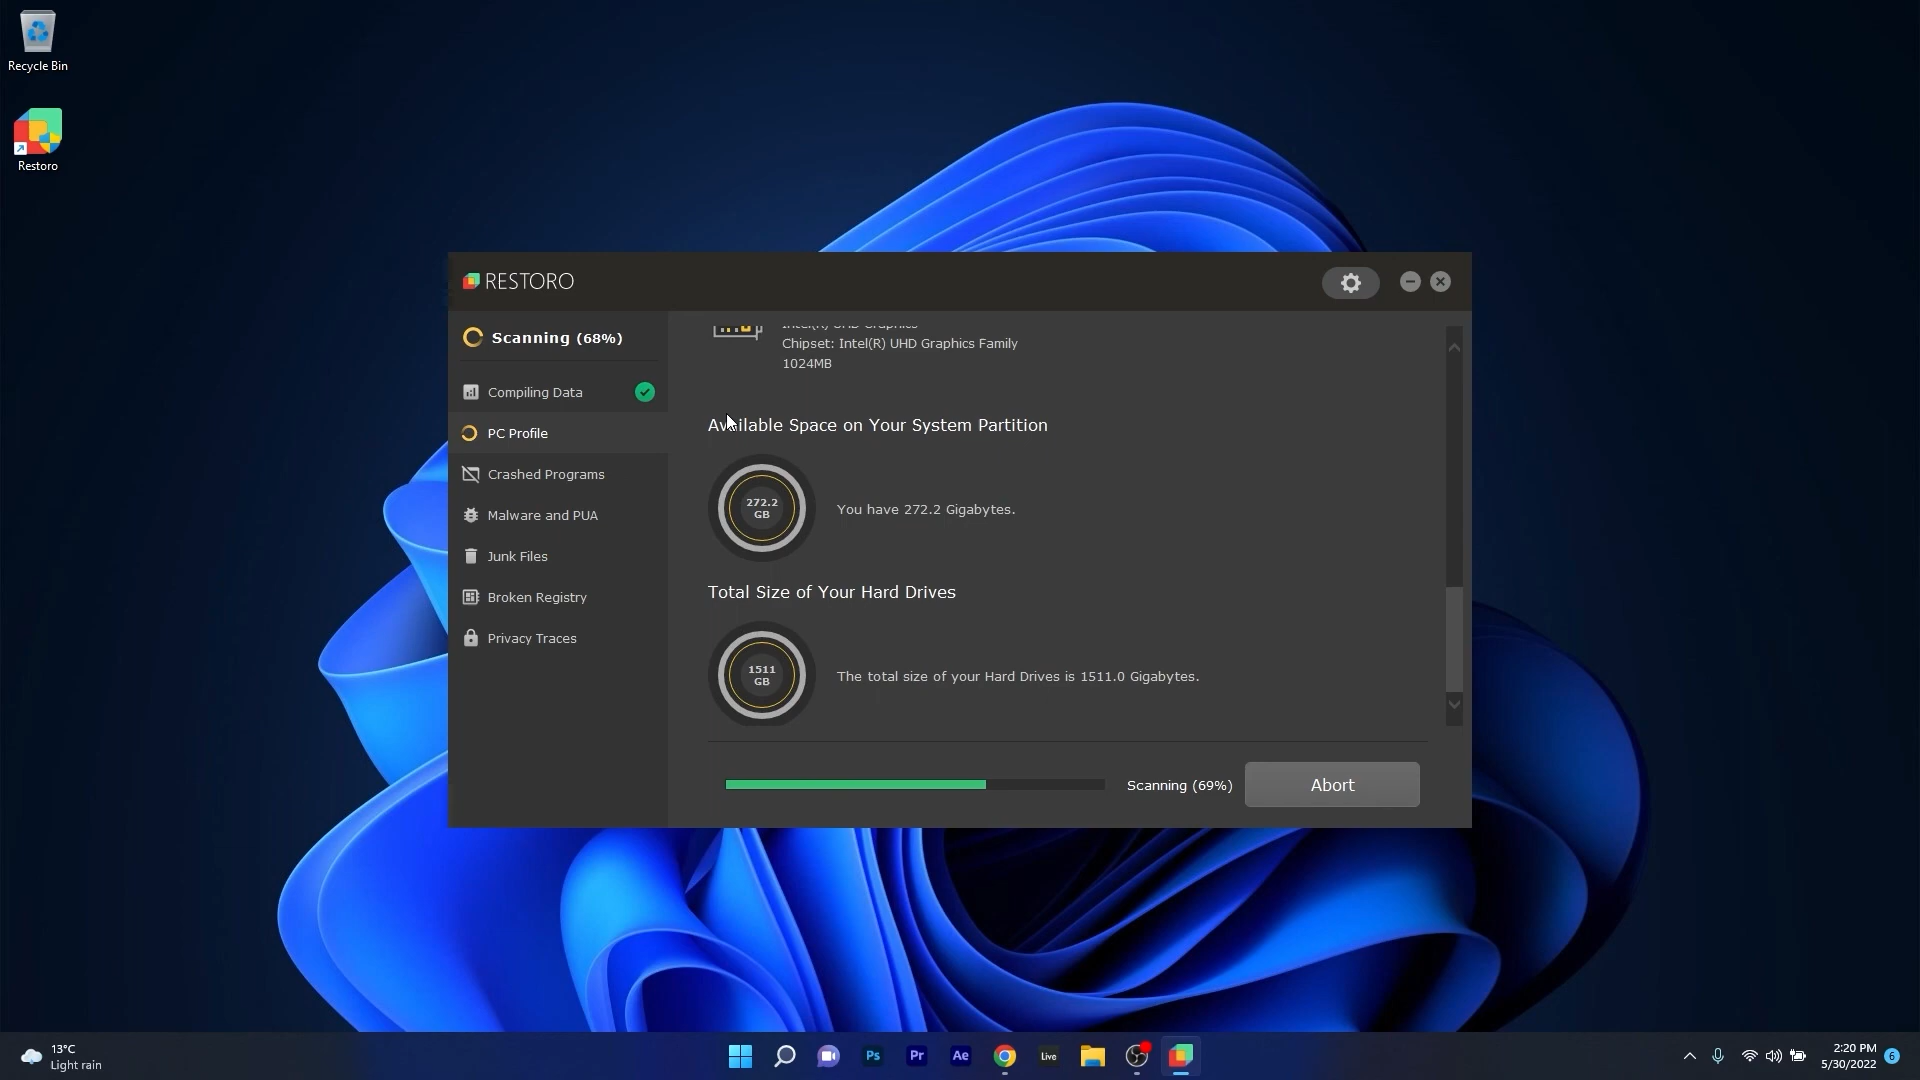 Recycle Bin
Restoro
RESTORO
Scanning (68%)
Compiling Data
PC Profile
Crashed Programs
Malware and PUA
Junk Files
Broken Registry
Privacy Traces
Intel(R) UHD Graphics
Chipset: Intel(R) UHD Graphics Family
1024MB
Available Space on Your System Partition
272.2
GB
You have 272.2 Gigabytes.
Total Size of Your Hard Drives
1511
GB
The total size of your Hard Drives is 1511.0 Gigabytes.
Scanning (69%)
Abort
13°C
Light rain
Ps
Pr
Ae
Live
2:20 PM
5/30/2022
6